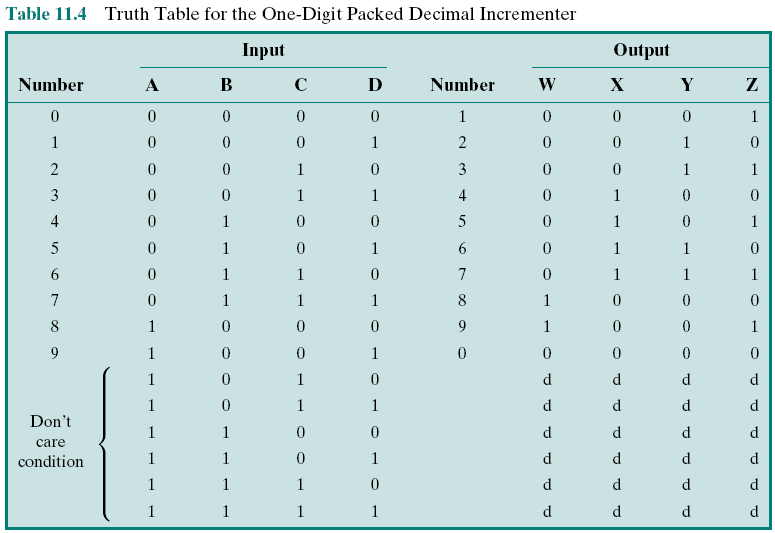 Table 11.4 Truth Table for the One-Digit Packed Decimal Incrementer
Input Output
Number A B C D Number W X Y Z
0 0 0 0 0 1 0 0 0 1
1 0 0 0 1 2 0 0 1 0
2 0 0 1 0 3 0 0 1 1
3 0 0 1 1 4 0 1 0 0
4 0 1 0 0 5 0 1 0 1
5 0 1 0 1 6 0 1 1 0
6 0 1 1 0 7 0 1 1 1
7 0 1 1 1 8 1 0 0 0
8 1 0 0 0 9 1 0 0 1
9 1 0 0 1 0 0 0 0 0
1 0 1 0 d d d d
1 0 1 1 d d d d
Don't
care
condition
1 1 0 0 d d d d
1 1 0 1 d d d d
1 1 1 0 d d d d
1 1 1 1 d d d d